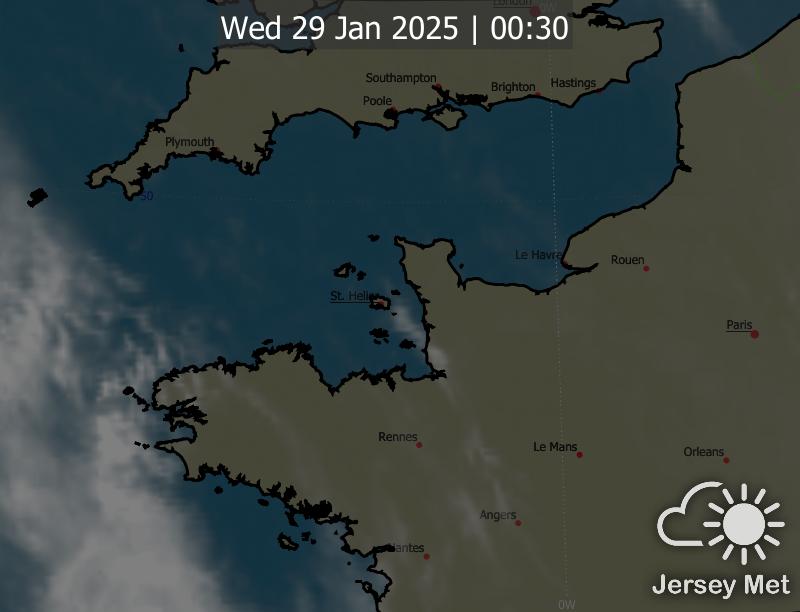 London
0W
Wed 29 Jan 2025 | 00:30
Southampton
Brighton
Hastings
Poole
Plymouth
50
Le Havre
Rouen
St. Helier
Paris
Rennes
Le Mans
Orleans
Angers
Nantes
Jersey Met
0W